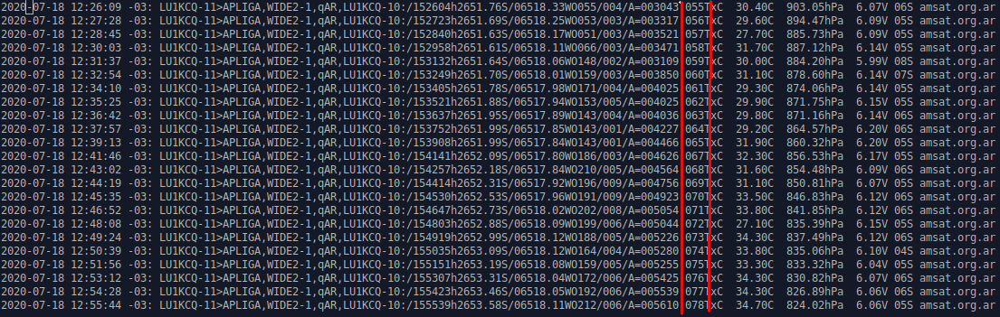 2020-07-18 12:26:09 -03: LU1KCQ-11>APLIGA,WIDE2-1,qAR,LU1KCQ-10:/152604h2651.76S/06518.33WO055/004/A=003043 055TxC 30.40C 903.05hPa 6.07V 06S amsat.org.ar
2020-07-18 12:27:28 -03: LU1KCQ-11>APLIGA,WIDE2-1,qAR,LU1KCQ-10:/152723h2651.69S/06518.25WO053/003/A=003317 056TxC 29.60C 894.47hPa 6.09V 05S amsat.org.ar
2020-07-18 12:28:45 -03: LU1KCQ-11>APLIGA,WIDE2-1,qAR,LU1KCQ-10:/152840h2651.63S/06518.17WO051/003/A=003521 057TxC 27.70C 885.73hPa 6.09V 05S amsat.org.ar
2020-07-18 12:30:03 -03: LU1KCQ-11>APLIGA,WIDE2-1,qAR,LU1KCQ-10:/152958h2651.61S/06518.11WO066/003/A=003471 058TxC 31.70C 887.12hPa 6.14V 05S amsat.org.ar
2020-07-18 12:31:37 -03: LU1KCQ-11>APLIGA,WIDE2-1,qAR,LU1KCQ-10:/153132h2651.64S/06518.06WO148/002/A=003109 059TxC 30.00C 884.20hPa 5.99V 08S amsat.org.ar
2020-07-18 12:32:54 -03: LU1KCQ-11>APLIGA,WIDE2-1,qAR,LU1KCQ-10:/153249h2651.70S/06518.01WO159/003/A=003850 060TxC 31.10C 878.60hPa 6.14V 07S amsat.org.ar
2020-07-18 12:34:10 -03: LU1KCQ-11>APLIGA,WIDE2-1,qAR,LU1KCQ-10:/153405h2651.78S/06517.98WO171/004/A=004025 061TxC 29.30C 874.06hPa 6.14V 05S amsat.org.ar
2020-07-18 12:35:25 -03: LU1KCQ-11>APLIGA,WIDE2-1,qAR,LU1KCQ-10:/153521h2651.88S/06517.94WO153/005/A=004025 062TxC 29.90C 871.75hPa 6.15V 05S amsat.org.ar
2020-07-18 12:36:42 -03: LU1KCQ-11>APLIGA,WIDE2-1,qAR,LU1KCQ-10:/153637h2651.95S/06517.89WO143/004/A=004036 063TxC 29.80C 871.16hPa 6.14V 06S amsat.org.ar
2020-07-18 12:37:57 -03: LU1KCQ-11>APLIGA,WIDE2-1,qAR,LU1KCQ-10:/153752h2651.99S/06517.85WO143/001/A=004227 064TxC 29.20C 864.57hPa 6.20V 06S amsat.org.ar
2020-07-18 12:39:13 -03: LU1KCQ-11>APLIGA,WIDE2-1,qAR,LU1KCQ-10:/153908h2651.99S/06517.84WO143/001/A=004466 065TxC 31.90C 860.32hPa 6.20V 05S amsat.org.ar
2020-07-18 12:41:46 -03: LU1KCQ-11>APLIGA,WIDE2-1,qAR,LU1KCQ-10:/154141h2652.09S/06517.80WO186/003/A=004626 067TxC 32.30C 856.53hPa 6.17V 05S amsat.org.ar
2020-07-18 12:43:02 -03: LU1KCQ-11>APLIGA,WIDE2-1,qAR,LU1KCQ-10:/154257h2652.18S/06517.84WO210/005/A=004564 068TxC 31.60C 854.48hPa 6.09V 06S amsat.org.ar
2020-07-18 12:44:19 -03: LU1KCQ-11>APLIGA,WIDE2-1,qAR,LU1KCQ-10:/154414h2652.31S/06517.92WO196/009/A=004756 069TxC 31.10C 850.81hPa 6.07V 05S amsat.org.ar
2020-07-18 12:45:35 -03: LU1KCQ-11>APLIGA,WIDE2-1,qAR,LU1KCQ-10:/154530h2652.53S/06517.96WO191/009/A=004923 070TxC 33.50C 846.83hPa 6.12V 06S amsat.org.ar
2020-07-18 12:46:52 -03: LU1KCQ-11>APLIGA,WIDE2-1,qAR,LU1KCQ-10:/154647h2652.73S/06518.02WO202/008/A=005054 071TxC 33.80C 841.85hPa 6.12V 05S amsat.org.ar
2020-07-18 12:48:08 -03: LU1KCQ-11>APLIGA,WIDE2-1,qAR,LU1KCQ-10:/154803h2652.88S/06518.09WO199/006/A=005044 072TxC 27.10C 835.39hPa 6.15V 05S amsat.org.ar
2020-07-18 12:49:24 -03: LU1KCQ-11>APLIGA,WIDE2-1,qAR,LU1KCQ-10:/154919h2652.99S/06518.12WO188/005/A=005226 073TxC 34.30C 837.49hPa 6.12V 05S amsat.org.ar
2020-07-18 12:50:39 -03: LU1KCQ-11>APLIGA,WIDE2-1,qAR,LU1KCQ-10:/155035h2653.09S/06518.12WO164/004/A=005280 074TxC 33.80C 835.06hPa 6.10V 04S amsat.org.ar
2020-07-18 12:51:56 -03: LU1KCQ-11>APLIGA,WIDE2-1,qAR,LU1KCQ-10:/155151h2653.19S/06518.08WO159/005/A=005255 075TxC 33.30C 833.32hPa 6.04V 05S amsat.org.ar
2020-07-18 12:53:12 -03: LU1KCQ-11>APLIGA,WIDE2-1,qAR,LU1KCQ-10:/155307h2653.31S/06518.04WO172/006/A=005425 076TxC 34.30C 830.82hPa 6.07V 06S amsat.org.ar
2020-07-18 12:54:28 -03: LU1KCQ-11>APLIGA,WIDE2-1,qAR,LU1KCQ-10:/155423h2653.46S/06518.05WO192/006/A=005539 077TxC 34.30C 826.89hPa 6.06V 06S amsat.org.ar
2020-07-18 12:55:44 -03: LU1KCQ-11>APLIGA,WIDE2-1,qAR,LU1KCQ-10:/155539h2653.58S/06518.11WO212/006/A=005610 078TxC 34.70C 824.02hPa 6.06V 05S amsat.org.ar